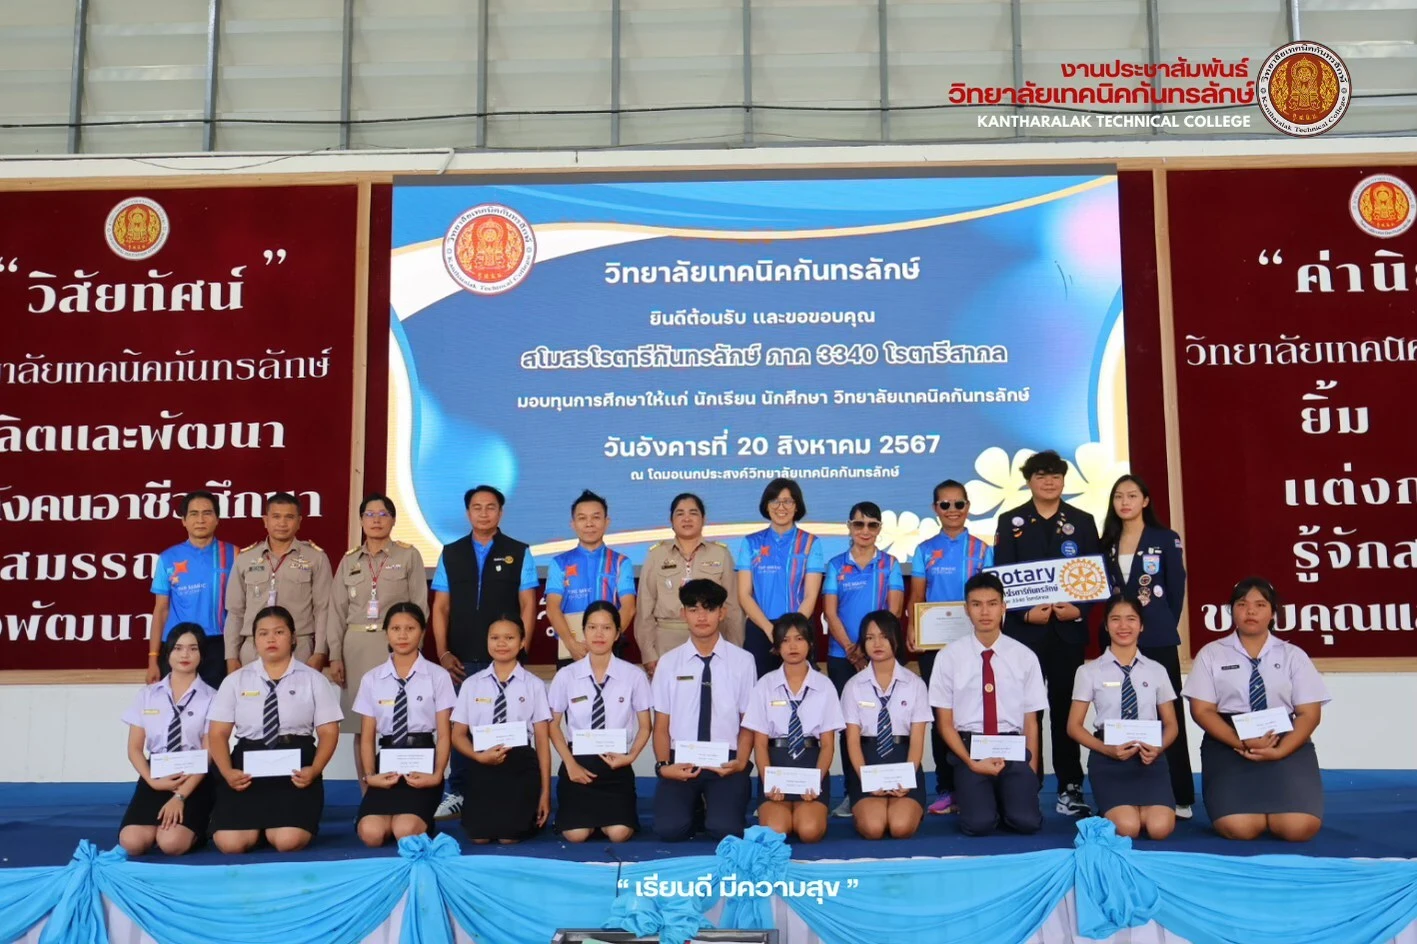 งานประชาสัมพันธ์
วิทยาลัยเทคนิคกันทรลักษ์
KANTHARALAK TECHNICAL COLLEGE
“ วิสัยทัศน์ ”
าลัยเทคนิคกันทรลักษ์
ลิตและพัฒนา
ังคนอาชีวศึกษา
สมรรถ
พัฒนา
วิทยาลัยเทคนิคกันทรลักษ์
ยินดีต้อนรับ และขอขอบคุณ
สโมสรโรตารีกันทรลักษ์ ภาค 3340 โรตารีสากล
มอบทุนการศึกษาให้แก่ นักเรียน นักศึกษา วิทยาลัยเทคนิคกันทรลักษ์
วันอังคารที่ 20 สิงหาคม 2567
ณ โดมอเนกประสงค์วิทยาลัยเทคนิคกันทรลักษ์
“ ค่านิ
วิทยาลัยเทคนิค
ยิ้ม
แต่งก
รู้จักส
ขอบคุณแ
Rotary
“ เรียนดี มีความสุข ”